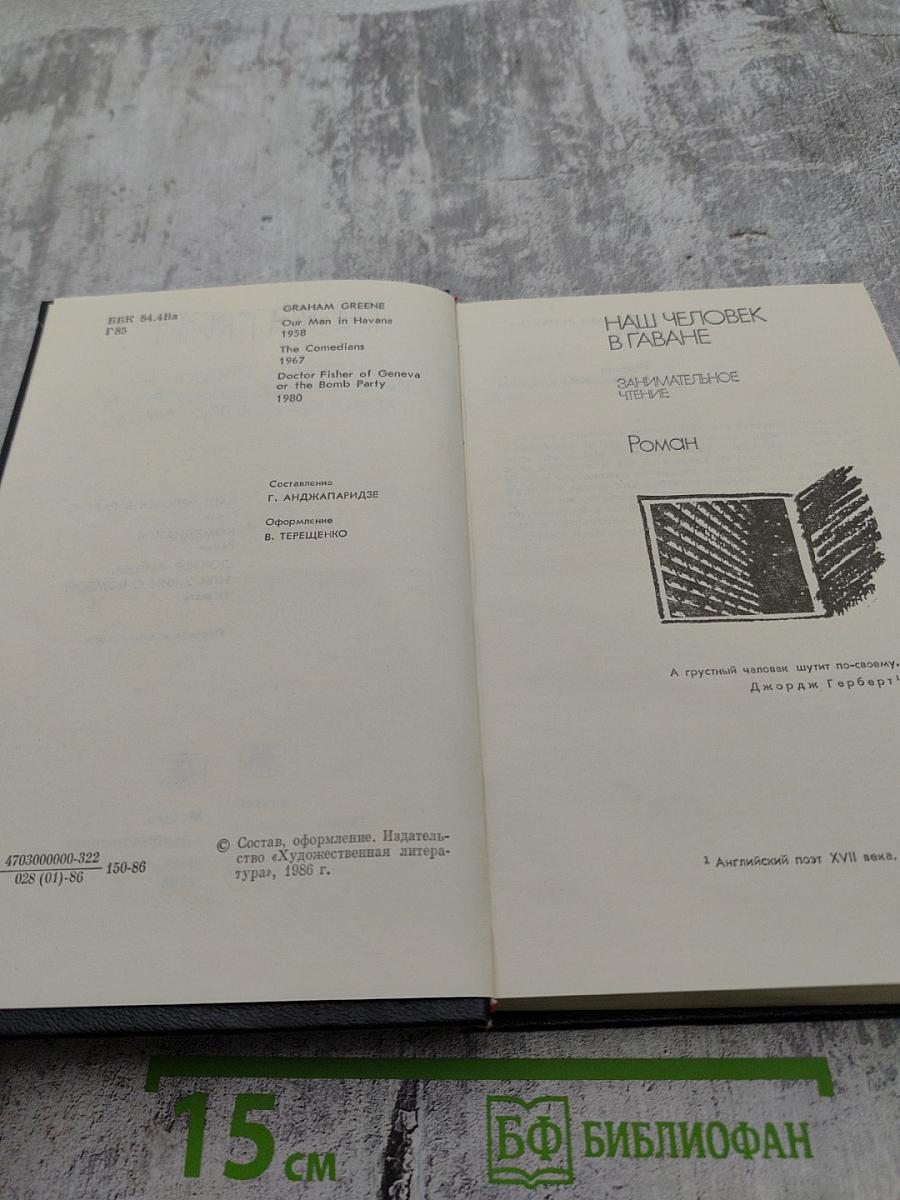 ББК 84.4Вл
Г85
GRAHAM GREENE
Our Man in Havana
1958
The Comedians
1967
Doctor Fisher of Geneva
or the Bomb Party
1980
Составление
Г. АНДЖАПАРИДЗЕ
Оформление
В. ТЕРЕЩЕНКО
4703000000-322
028 (01)-86
150-86
© Состав, оформление. Издатель-
ство «Художественная литера-
тура», 1986 г.
НАШ ЧЕЛОВЕК
В ГАВАНЕ
ЗАНИМАТЕЛЬНОЕ
ЧТЕНИЕ
Роман
А грустный человек шутит по-своему.
Джордж Герберт¹
¹ Английский поэт XVII века.
15 см
БФ БИБЛИОФАН